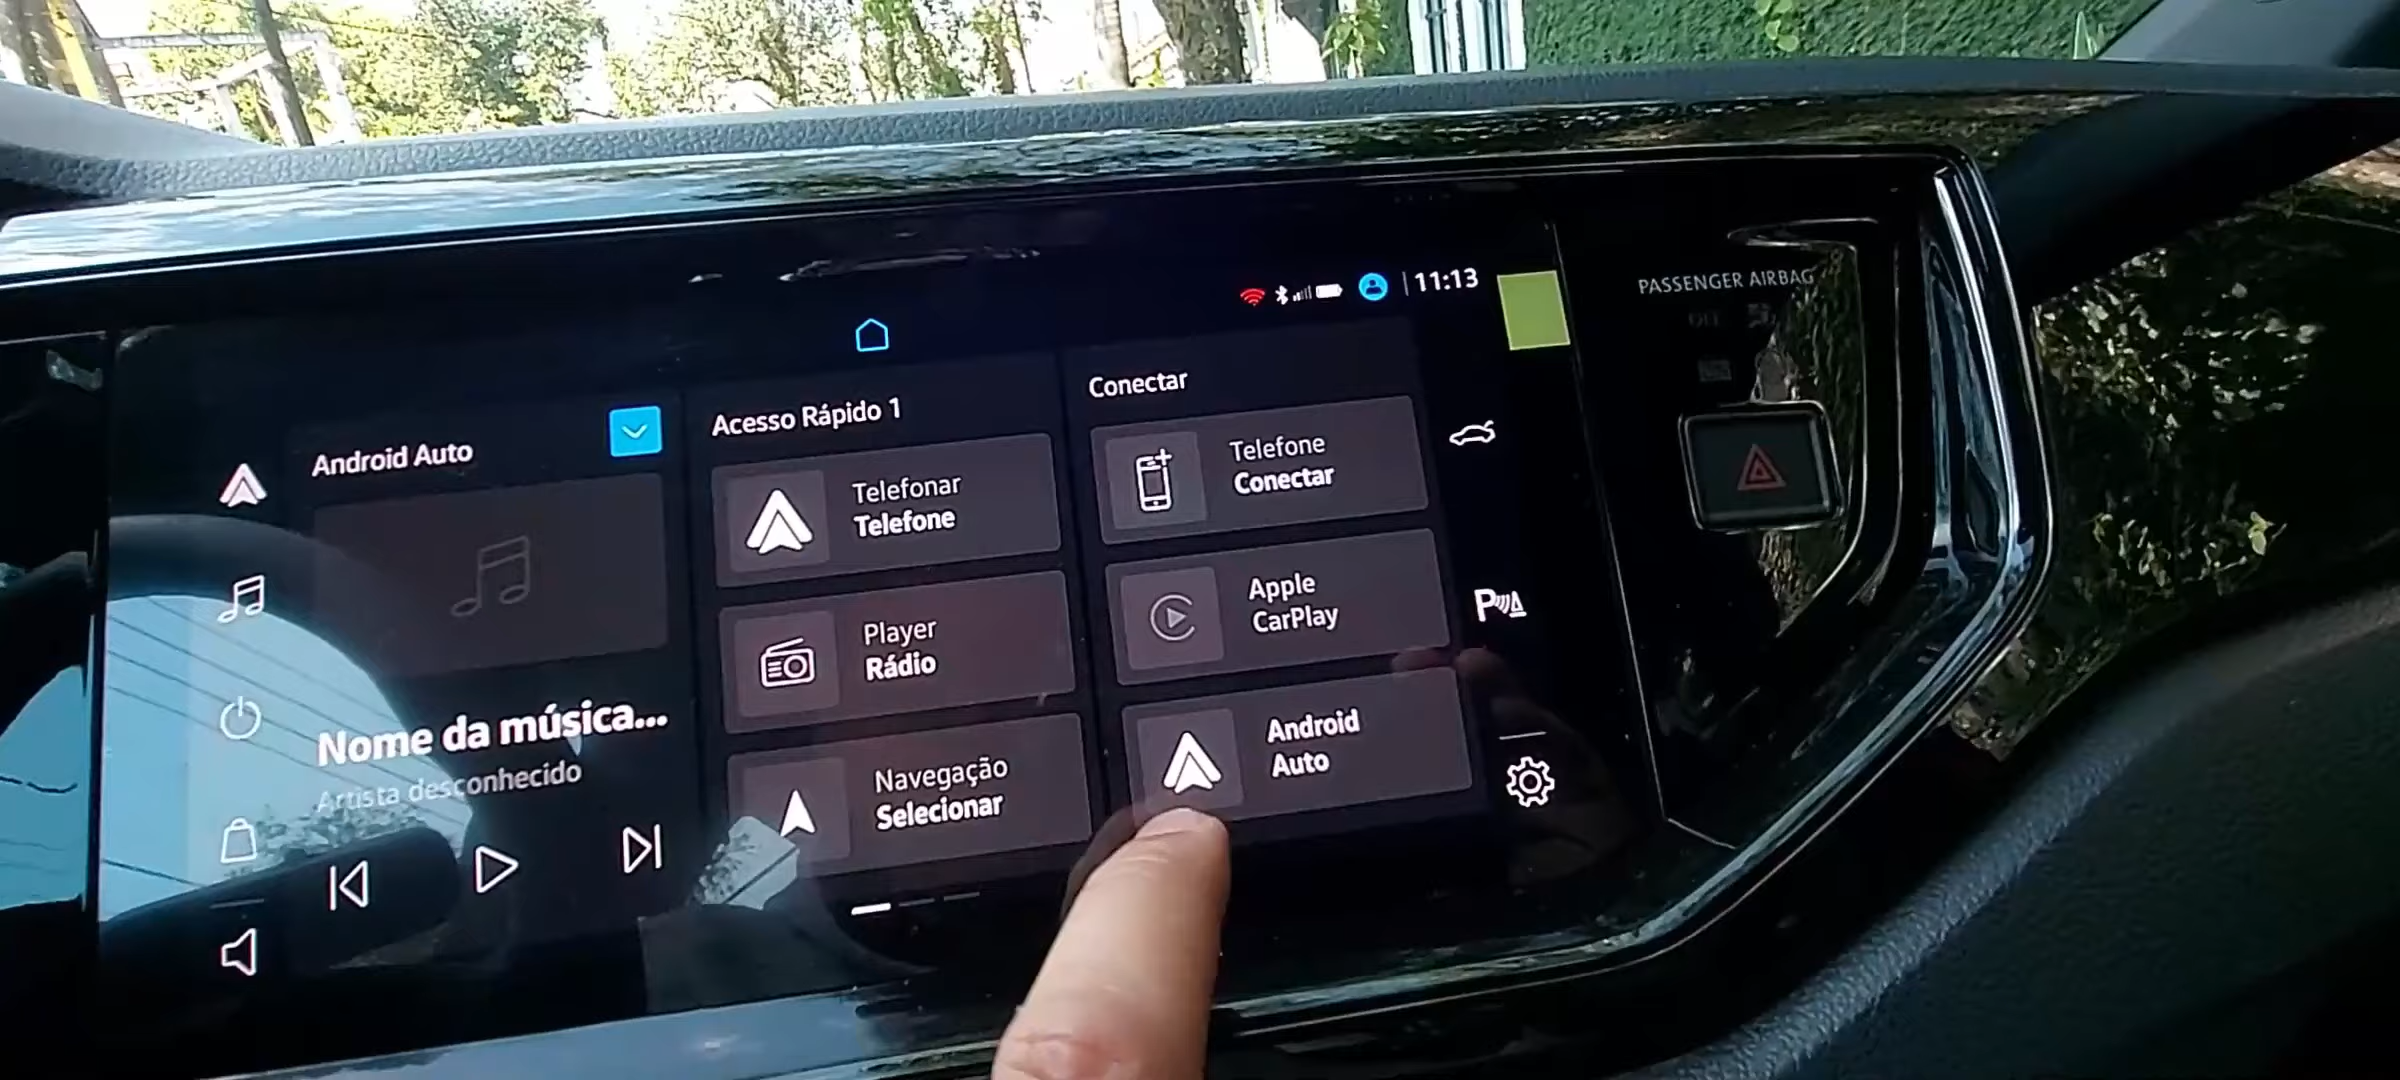 11:13
PASSENGER AIRBAG
Android Auto
Nome da música...
Artista desconhecido
Acesso Rápido 1
Telefonar
Telefone
Player
Rádio
Navegação
Selecionar
Conectar
Telefone
Conectar
Apple
CarPlay
Android
Auto
P